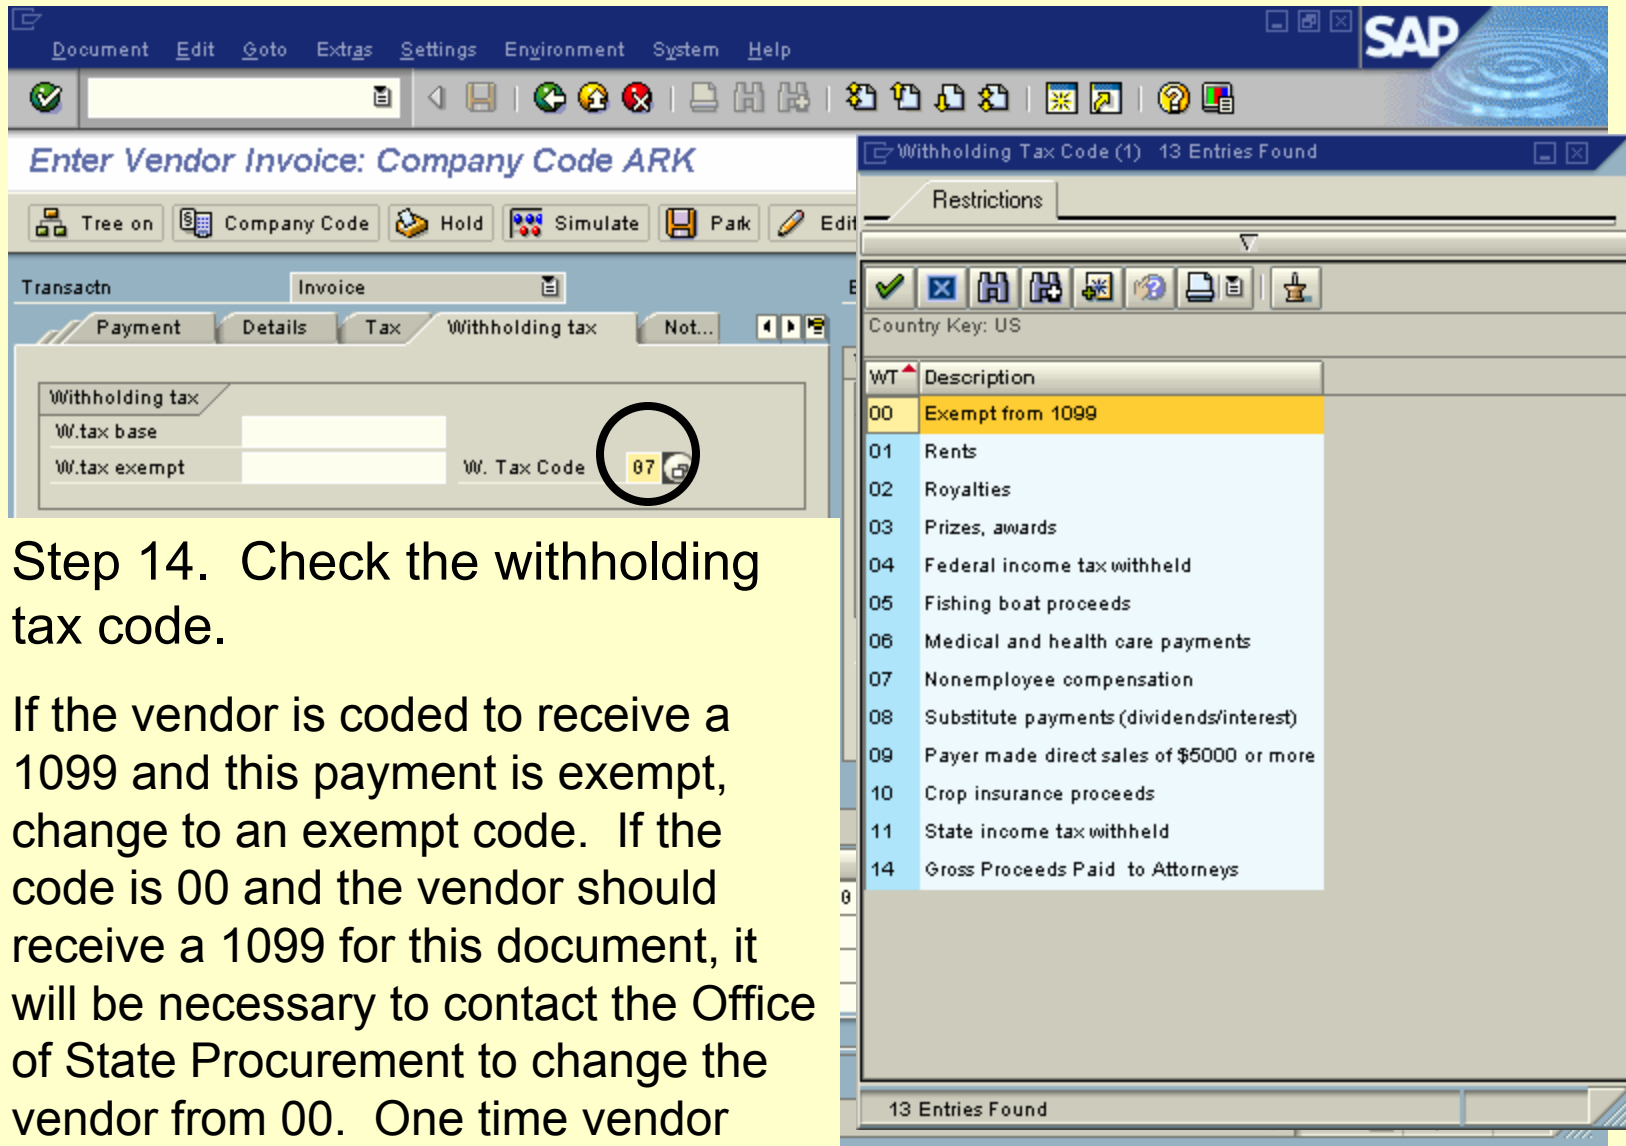 Document Edit Goto Extras Settings Environment System Help
SAP
Enter Vendor Invoice: Company Code ARK
Tree on Company Code Hold Simulate Park Edit
Transactn Invoice
Payment Details Tax Withholding tax Not...
Withholding tax
W.tax base
W.tax exempt W. Tax Code 07
Step 14. Check the withholding
tax code.
If the vendor is coded to receive a
1099 and this payment is exempt,
change to an exempt code. If the
code is 00 and the vendor should
receive a 1099 for this document, it
will be necessary to contact the Office
of State Procurement to change the
vendor from 00. One time vendor
Withholding Tax Code (1) 13 Entries Found
Restrictions
Country Key: US
WT Description
00 Exempt from 1099
01 Rents
02 Royalties
03 Prizes, awards
04 Federal income tax withheld
05 Fishing boat proceeds
06 Medical and health care payments
07 Nonemployee compensation
08 Substitute payments (dividends/interest)
09 Payer made direct sales of $5000 or more
10 Crop insurance proceeds
11 State income tax withheld
14 Gross Proceeds Paid to Attorneys
13 Entries Found